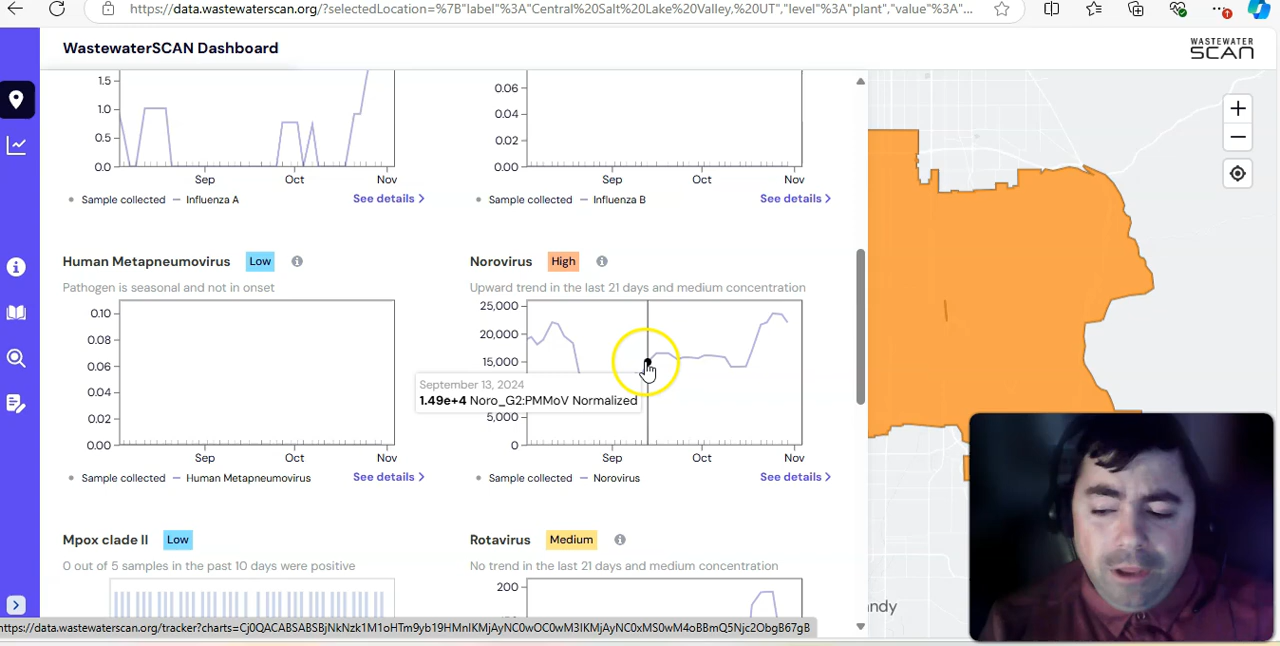 https://data.wastewaterscan.org/?selectedLocation=%7B"label"%3A"Central%20Salt%20Lake%20Valley,%20UT","level"%3A"plant","value"%3A"...
WastewaterSCAN Dashboard
WASTEWATER
SCAN
1.5
1.0
0.5
0.0
Sep Oct Nov
Sample collected Influenza A See details >
0.06
0.04
0.02
0.00
Sep Oct Nov
Sample collected Influenza B See details >
Human Metapneumovirus Low
Pathogen is seasonal and not in onset
0.10
0.08
0.06
0.04
0.02
0.00
Sep Oct Nov
Sample collected Human Metapneumovirus See details >
Norovirus High
Upward trend in the last 21 days and medium concentration
25,000
20,000
15,000
5,000
0
September 13, 2024
1.49e+4 Noro_G2:PMMoV Normalized
Sep Oct Nov
Sample collected Norovirus See details >
Mpox clade II Low
0 out of 5 samples in the past 10 days were positive
Rotavirus Medium
No trend in the last 21 days and medium concentration
200
andy